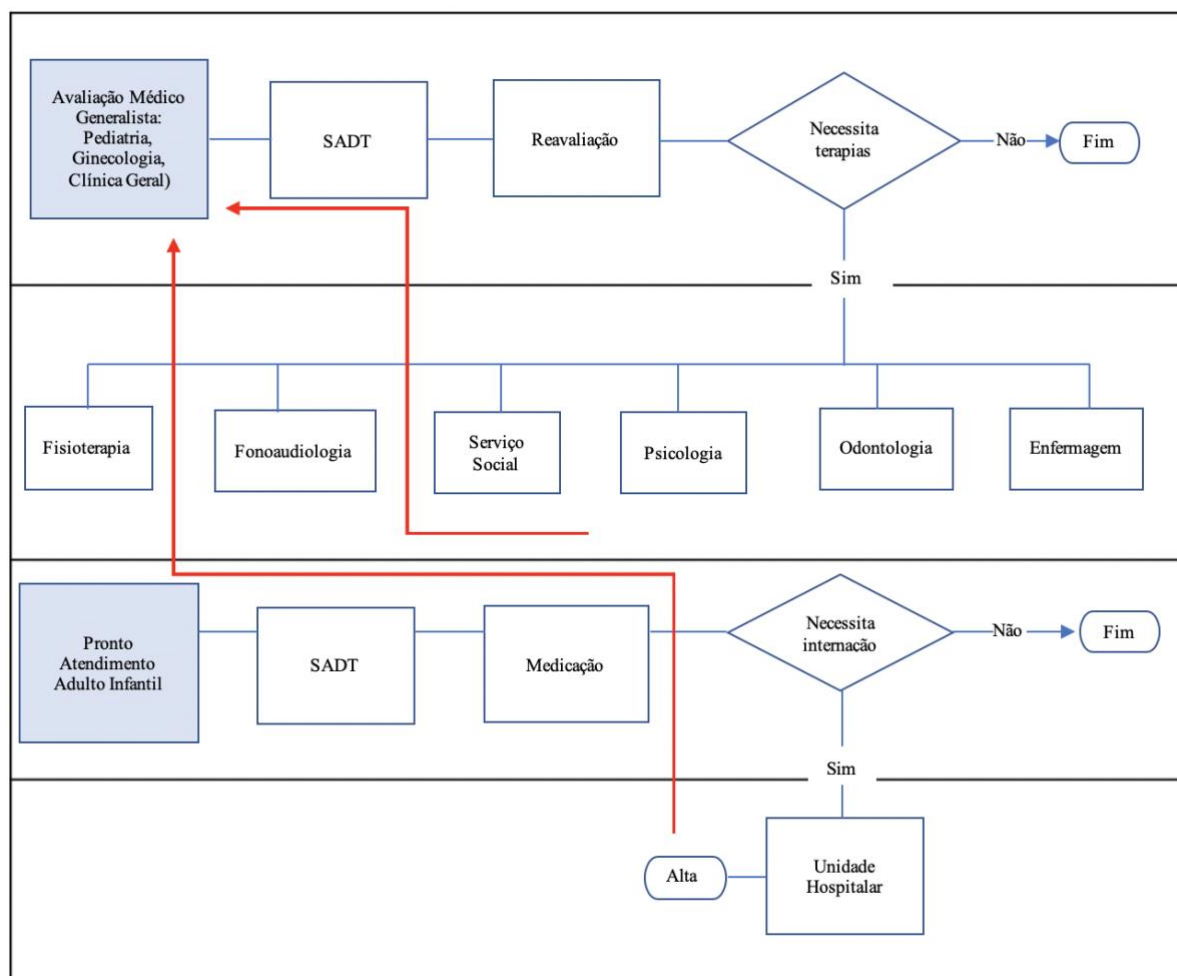 Avaliação Médico
Generalista:
Pediatria,
Ginecologia,
Clínica Geral)
SADT
Reavaliação
Necessita
terapias
Não
Fim
Sim
Fisioterapia
Fonoaudiologia
Serviço
Social
Psicologia
Odontologia
Enfermagem
Pronto
Atendimento
Adulto Infantil
SADT
Medicação
Necessita
internação
Não
Fim
Sim
Alta
Unidade
Hospitalar